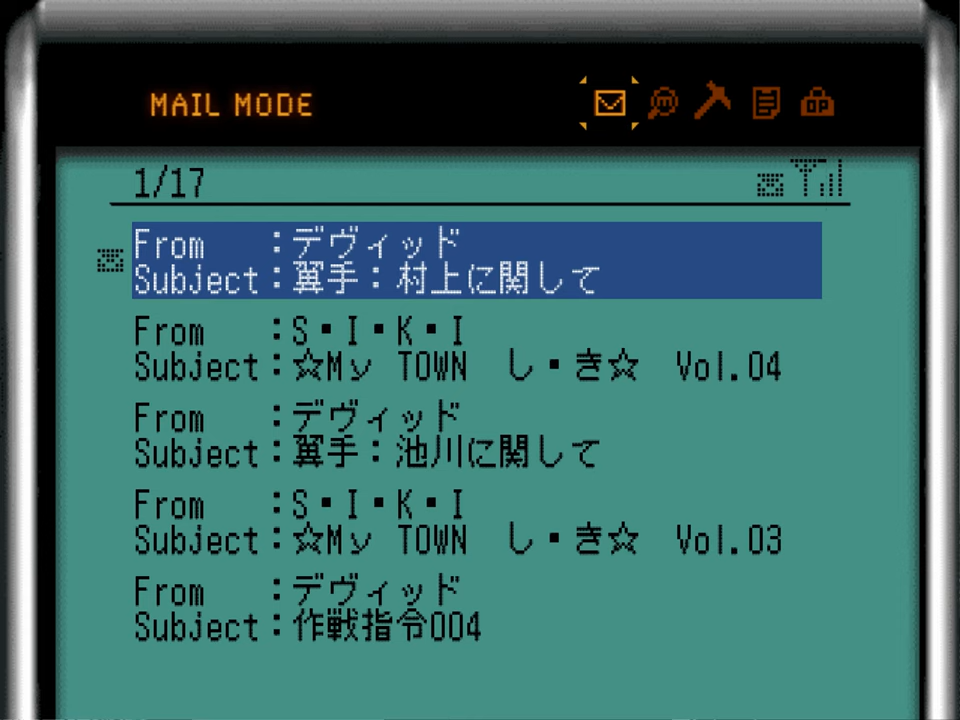 MAIL MODE
1/17
From :デヴィッド
Subject:翼手:村上に関して
From :S・I・K・I
Subject:☆My TOWN し・き☆ Vol.04
From :デヴィッド
Subject:翼手:池川に関して
From :S・I・K・I
Subject:☆My TOWN し・き☆ Vol.03
From :デヴィッド
Subject:作戦指令004